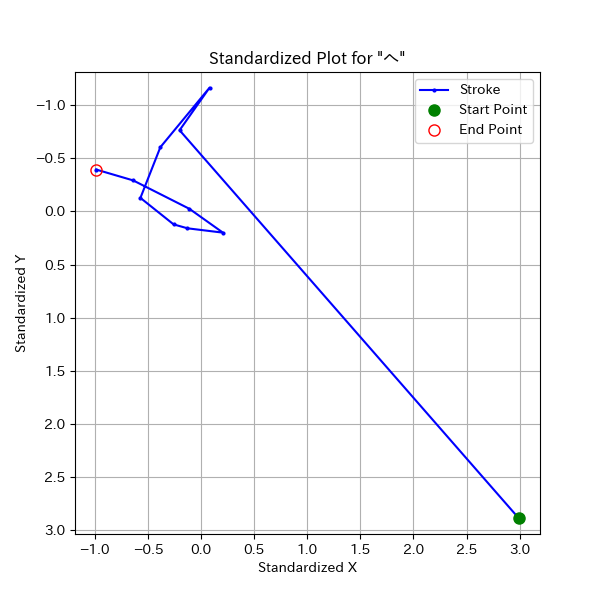 Standardized Plot for "へ"
Stroke
Start Point
End Point
Standardized Y
−1.0
−0.5
0.0
0.5
1.0
1.5
2.0
2.5
3.0
−1.0 −0.5 0.0 0.5 1.0 1.5 2.0 2.5 3.0
Standardized X